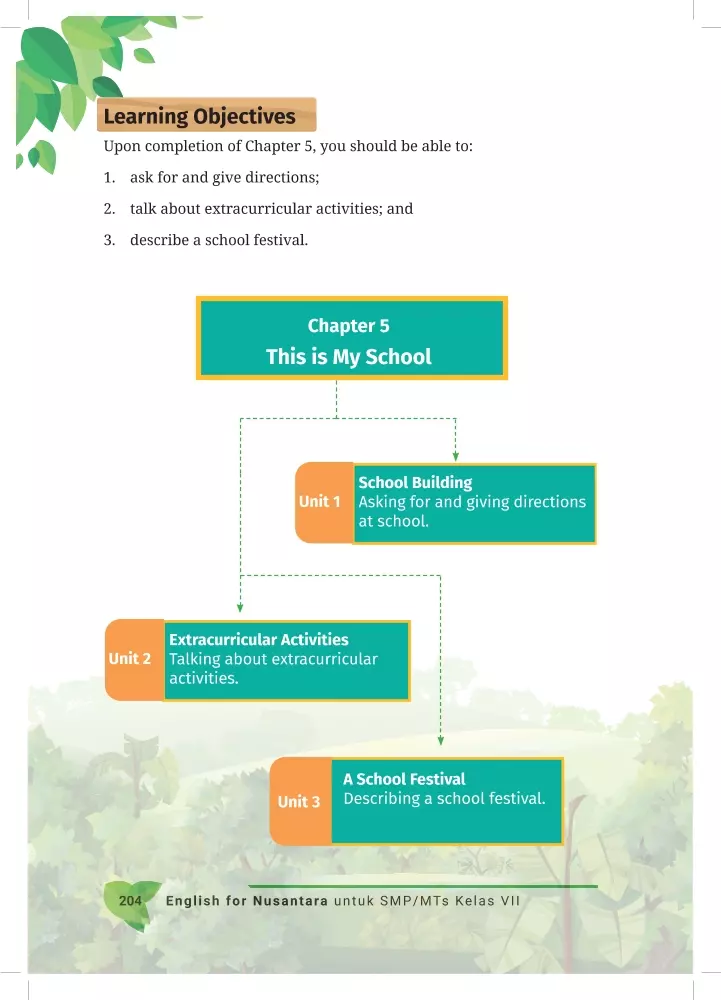 Learning Objectives
Upon completion of Chapter 5, you should be able to:
1. ask for and give directions;
2. talk about extracurricular activities; and
3. describe a school festival.
Chapter 5
This is My School
Unit 1
School Building
Asking for and giving directions
at school.
Unit 2
Extracurricular Activities
Talking about extracurricular
activities.
Unit 3
A School Festival
Describing a school festival.
204 English for Nusantara untuk SMP/MTs Kelas VII